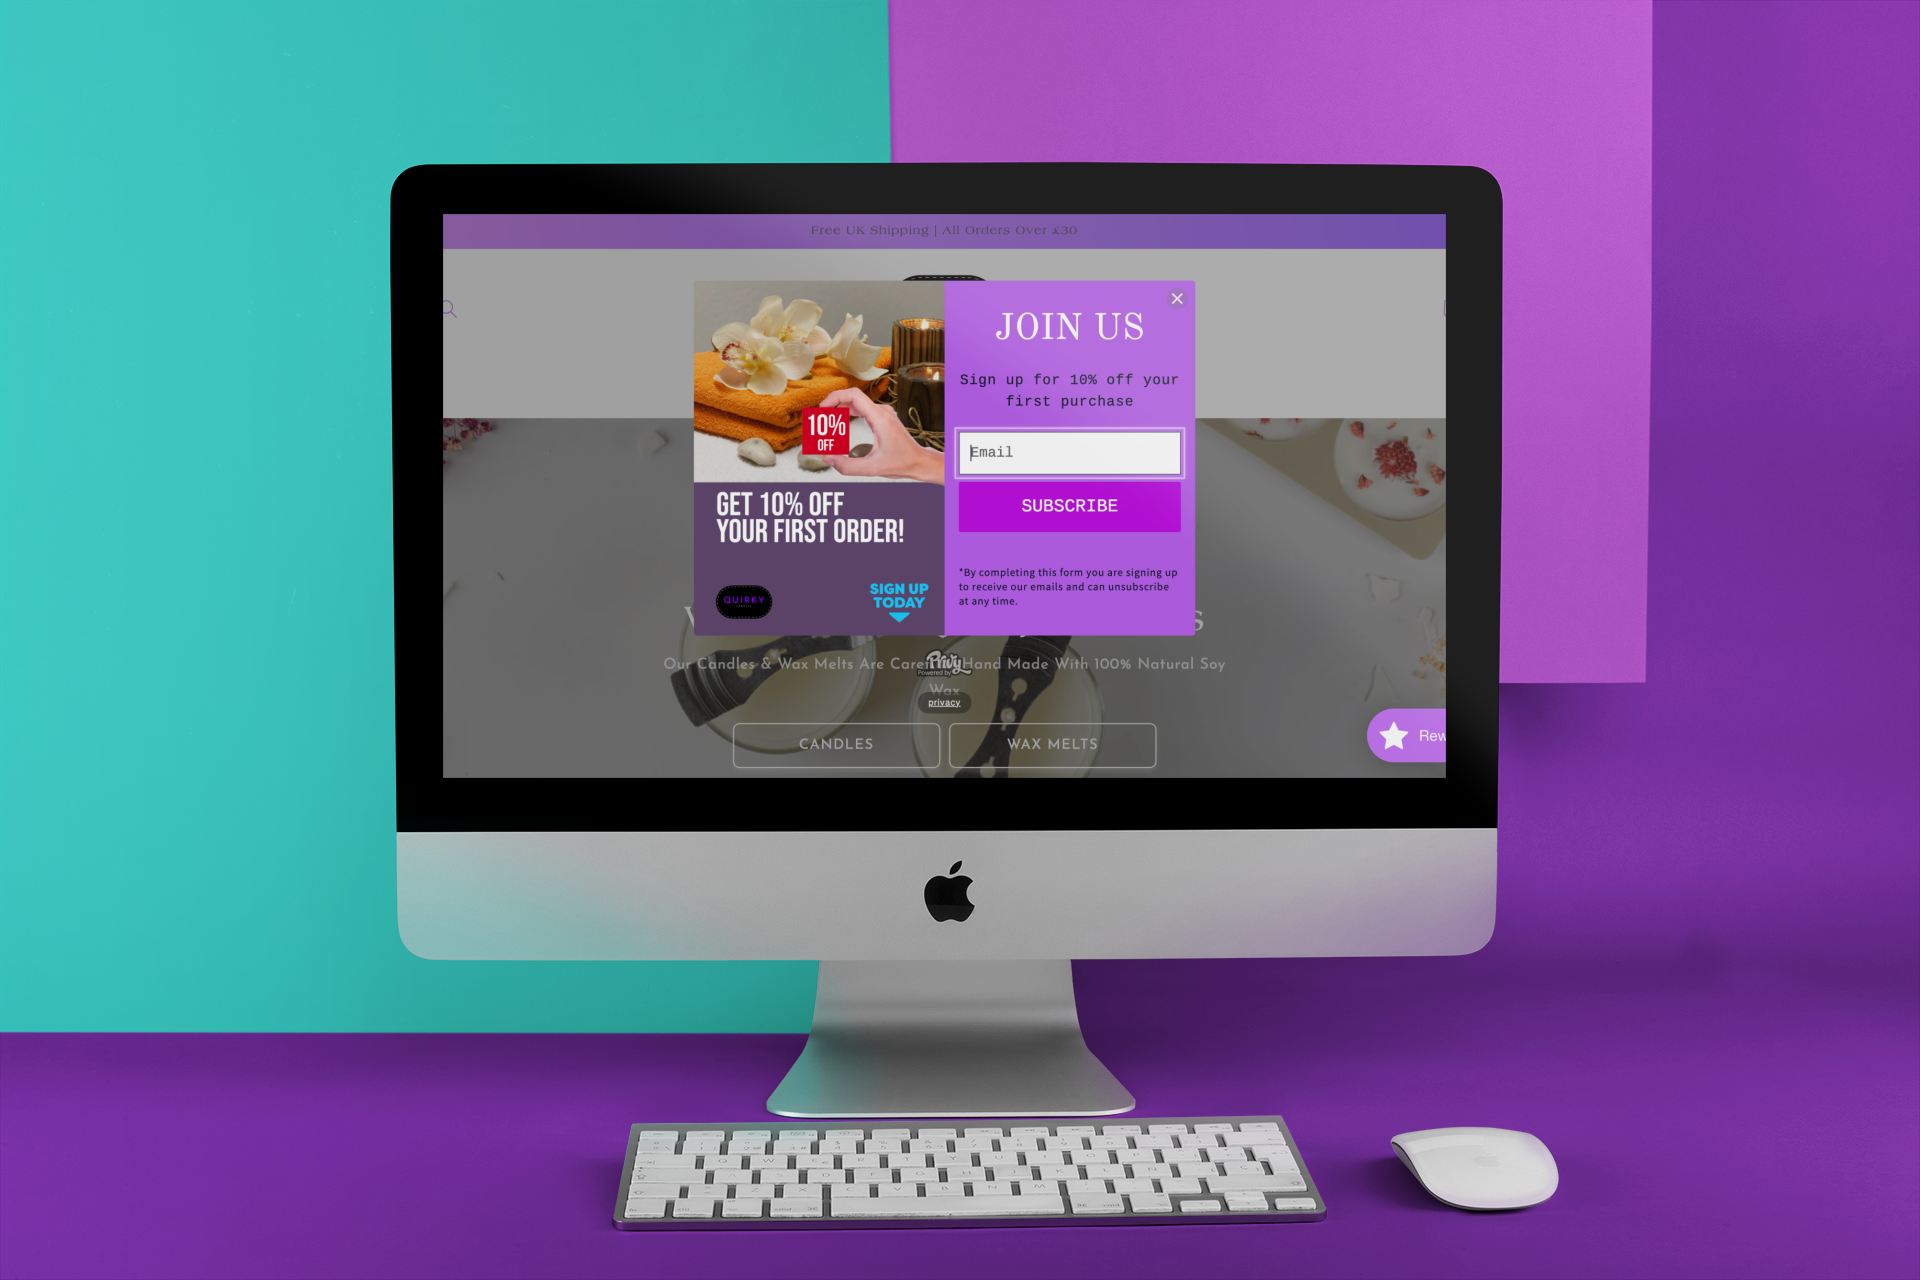 Free UK Shipping | All Orders Over £30
JOIN US
Sign up for 10% off your
first purchase
Email
SUBSCRIBE
*By completing this form you are signing up
to receive our emails and can unsubscribe
at any time.
10%
OFF
GET 10% OFF
YOUR FIRST ORDER!
QUIRKY
SIGN UP
TODAY
Our Candles & Wax Melts Are Hand Made With 100% Natural Soy
Wax
Privy
Powered by
privacy
CANDLES
WAX MELTS
Rew